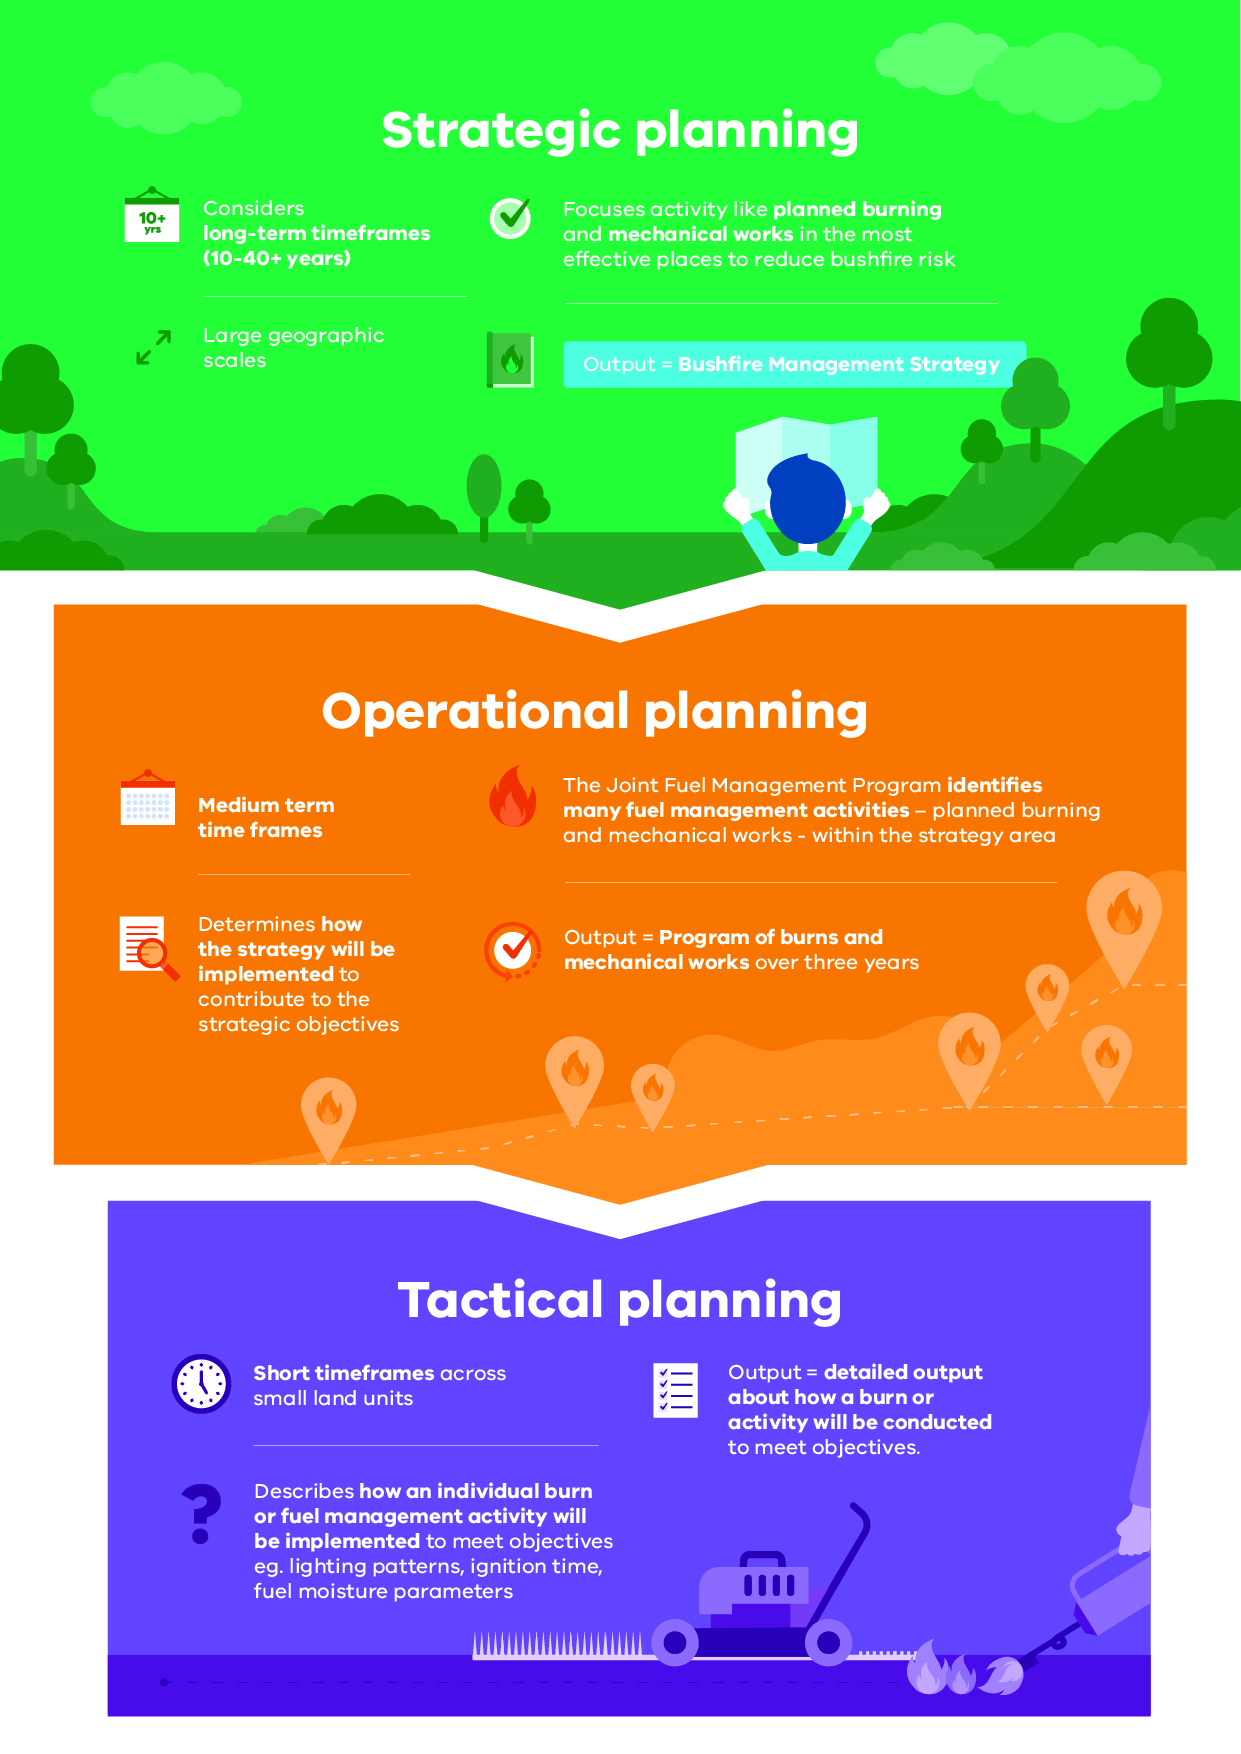 Strategic planning
10+
yrs
Considers
long-term timeframes
(10-40+ years)
Large geographic
scales
Focuses activity like planned burning
and mechanical works in the most
effective places to reduce bushfire risk
Output = Bushfire Management Strategy
Operational planning
Medium term
time frames
Determines how
the strategy will be
implemented to
contribute to the
strategic objectives
The Joint Fuel Management Program identifies
many fuel management activities – planned burning
and mechanical works - within the strategy area
Output = Program of burns and
mechanical works over three years
Tactical planning
Short timeframes across
small land units
?
Describes how an individual burn
or fuel management activity will
be implemented to meet objectives
eg. lighting patterns, ignition time,
fuel moisture parameters
Output = detailed output
about how a burn or
activity will be conducted
to meet objectives.